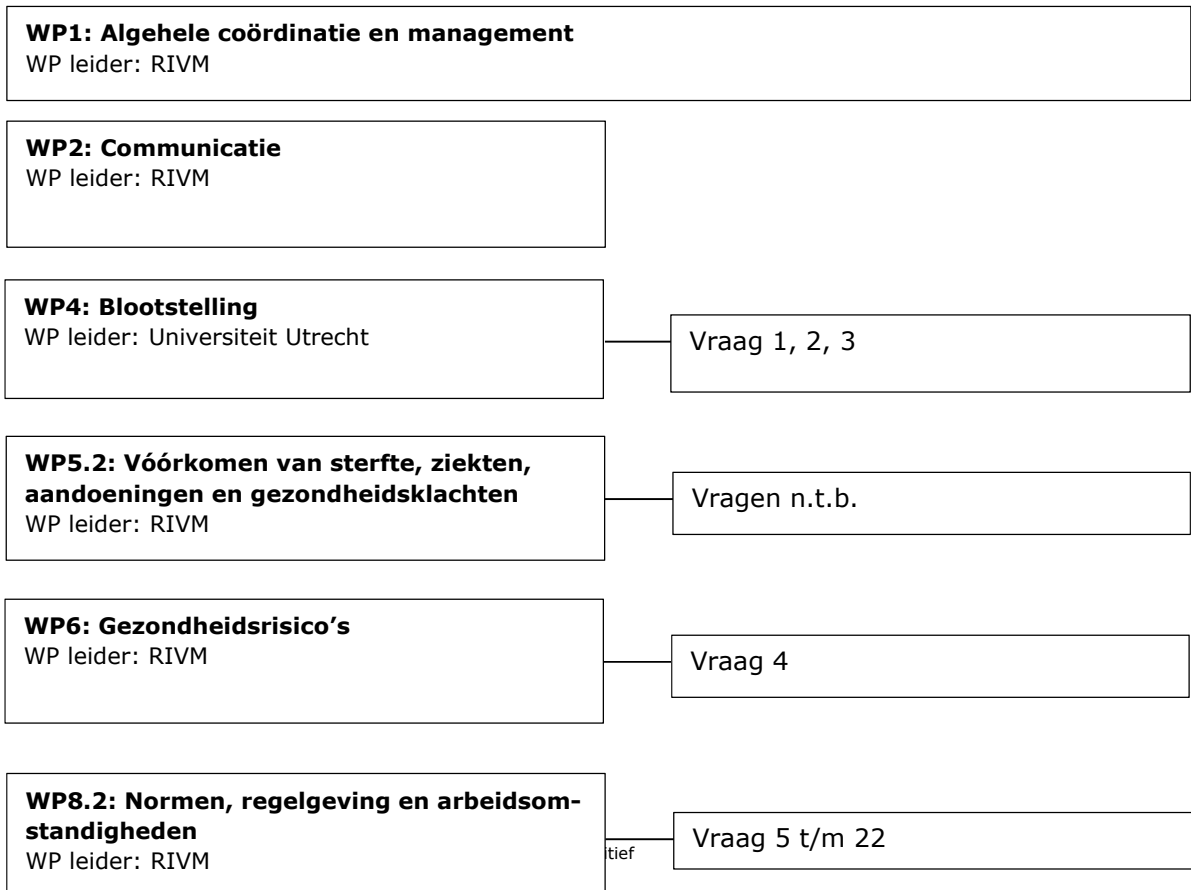 WP1: Algehele coördinatie en management
WP leider: RIVM
WP2: Communicatie
WP leider: RIVM
WP4: Blootstelling
WP leider: Universiteit Utrecht
Vraag 1, 2, 3
WP5.2: Vóórkomen van sterfte, ziekten,
aandoeningen en gezondheidsklachten
WP leider: RIVM
Vragen n.t.b.
WP6: Gezondheidsrisico’s
WP leider: RIVM
Vraag 4
WP8.2: Normen, regelgeving en arbeidsom-
standigheden
WP leider: RIVM
itief
Vraag 5 t/m 22